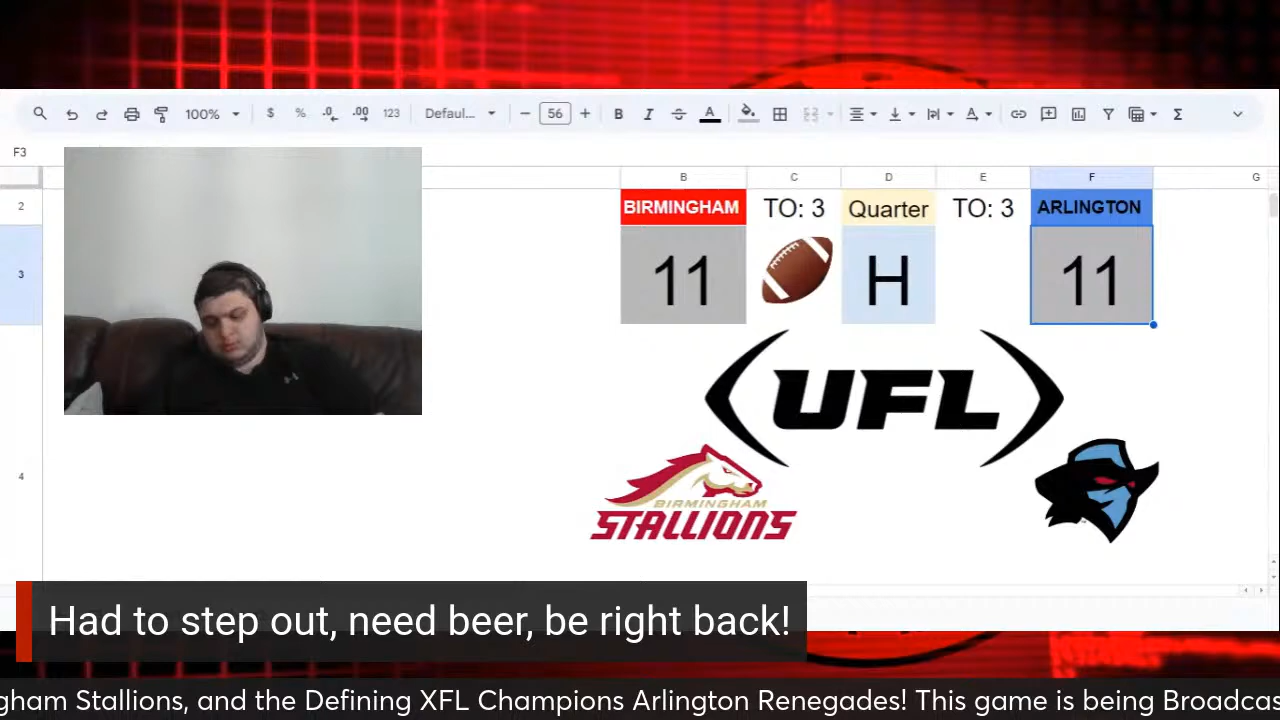 100%
$
%
.0
.00
123
Defaul...
56
B
I
A
Σ
F3
B
C
D
E
F
G
2
BIRMINGHAM
TO: 3
Quarter
TO: 3
ARLINGTON
3
11
H
11
UFL
4
BIRMINGHAM
STALLIONS
Had to step out, need beer, be right back!
gham Stallions, and the Defining XFL Champions Arlington Renegades! This game is being Broadcas